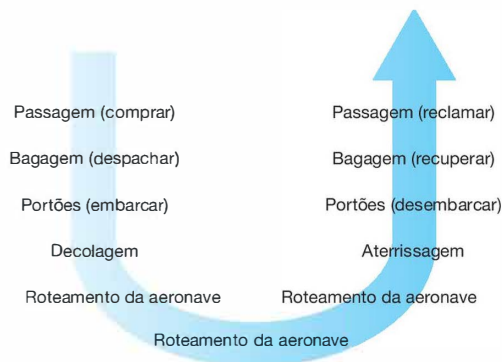 Passagem (comprar)
Bagagem (despachar)
Portões (embarcar)
Decolagem
Roteamento da aeronave
Roteamento da aeronave
Passagem (reclamar)
Bagagem (recuperar)
Portões (desembarcar)
Aterrissagem
Roteamento da aeronave